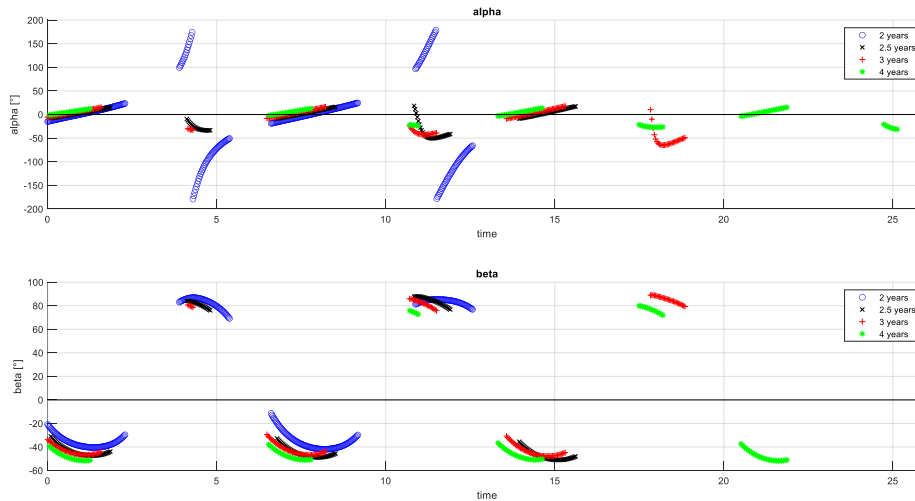 alpha
200
150
100
50
0
-50
-100
-150
-200
alpha [°]
0
5
10
15
20
25
time
2 years
2.5 years
3 years
4 years
beta
100
80
60
40
20
0
-20
-40
-60
beta [°]
0
5
10
15
20
25
time
2 years
2.5 years
3 years
4 years